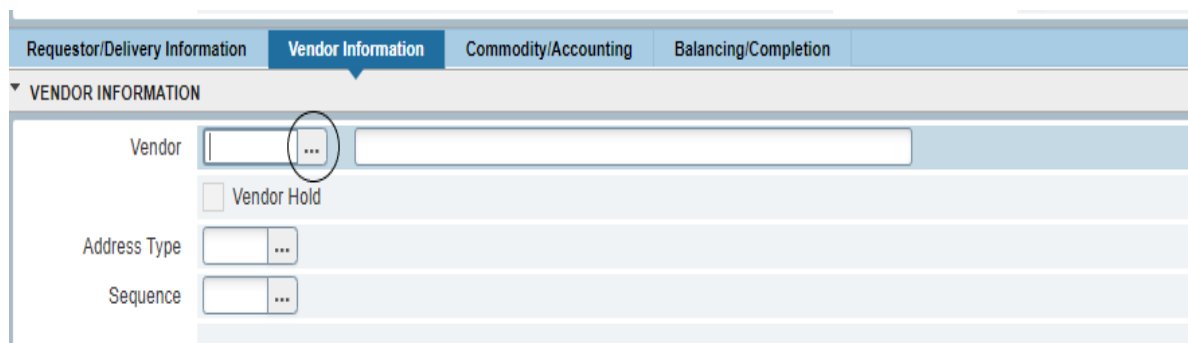 Requestor/Delivery Information Vendor Information Commodity/Accounting Balancing/Completion
VENDOR INFORMATION
Vendor ...
Vendor Hold
Address Type ...
Sequence ...